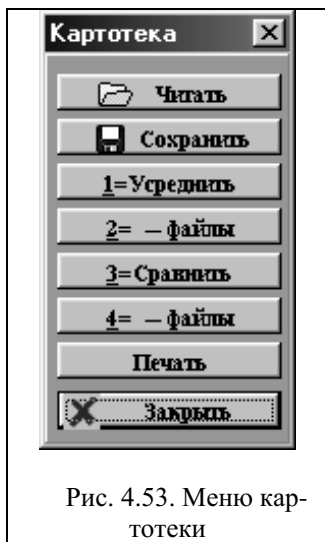 Картотека
Читать
Сохранить
1=Усреднить
2= – файлы
3=Сравнить
4= – файлы
Печать
Закрыть
Рис. 4.53. Меню кар-
тотеки